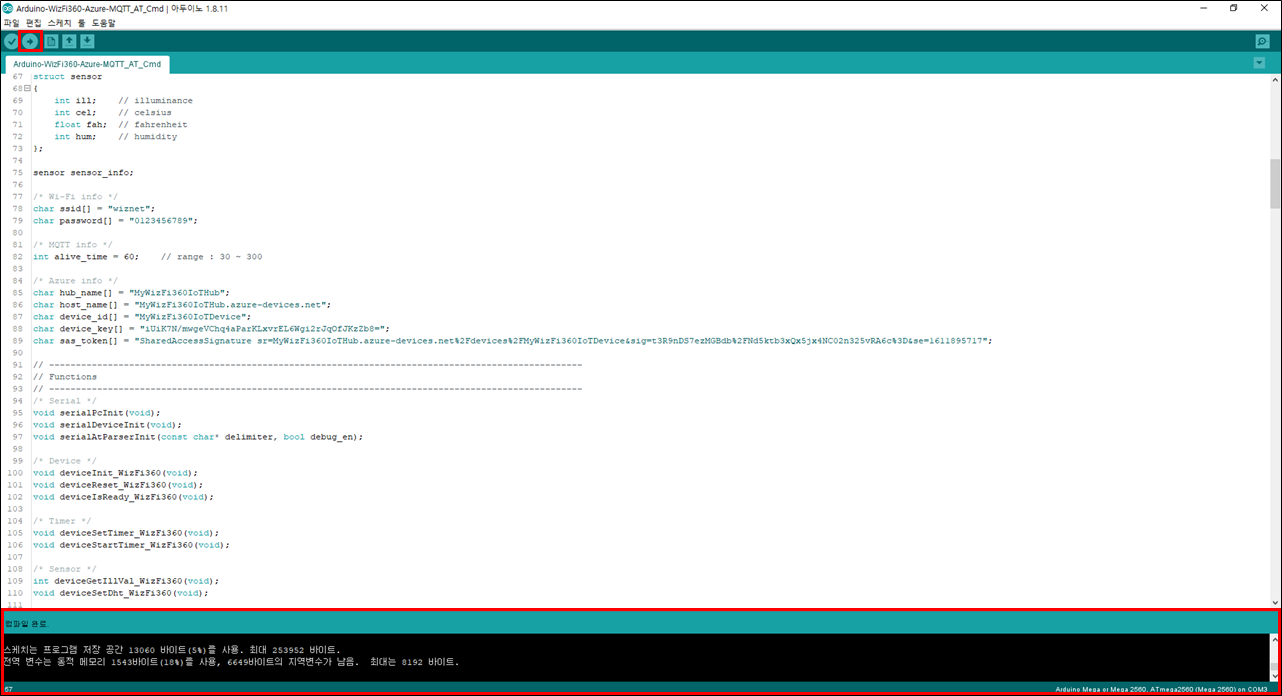 Arduino-WizFi360-Azure-MQTT_AT_Cmd | 아두이노 1.8.11
파일 편집 스케치 툴 도움말
Arduino-WizFi360-Azure-MQTT_AT_Cmd
67 struct sensor
68 {
69 int ill; // illuminance
70 int cel; // celsius
71 float fah; // fahrenheit
72 int hum; // humidity
73 };
74
75 sensor sensor_info;
76
77 /* Wi-Fi info */
78 char ssid[] = "wiznet";
79 char password[] = "0123456789";
80
81 /* MQTT info */
82 int alive_time = 60; // range : 30 ~ 300
83
84 /* Azure info */
85 char hub_name[] = "MyWizFi360IoTHub";
86 char host_name[] = "MyWizFi360IoTHub.azure-devices.net";
87 char device_id[] = "MyWizFi360IoTDevice";
88 char device_key[] = "iUiK7N/mwgeVChq4aParKLxvrEL6Wgi2rJqOfJKzZb8=";
89 char sas_token[] = "SharedAccessSignature sr=MyWizFi360IoTHub.azure-devices.net%2Fdevices%2FMyWizFi360IoTDevice&sig=t3R9nDS7ezMGBdb%2FNd5ktb3xQx5jx4NC02n325vRA6c%3D&se=1611895717";
90
91 // -----------------------------------------------------------------------------------------------------
92 // Functions
93 // -----------------------------------------------------------------------------------------------------
94 /* Serial */
95 void serialPcInit(void);
96 void serialDeviceInit(void);
97 void serialAtParserInit(const char* delimiter, bool debug_en);
98
99 /* Device */
100 void deviceInit_WizFi360(void);
101 void deviceReset_WizFi360(void);
102 void deviceIsReady_WizFi360(void);
103
104 /* Timer */
105 void deviceSetTimer_WizFi360(void);
106 void deviceStartTimer_WizFi360(void);
107
108 /* Sensor */
109 int deviceGetIllVal_WizFi360(void);
110 void deviceSetDht_WizFi360(void);
111
컴파일 완료.
스케치는 프로그램 저장 공간 13060 바이트(5%)를 사용. 최대 253952 바이트.
전역 변수는 동적 메모리 1543바이트(18%)를 사용, 6649바이트의 지역변수가 남음. 최대는 8192 바이트.
57
Arduino Mega or Mega 2560, ATmega2560 (Mega 2560) on COM3